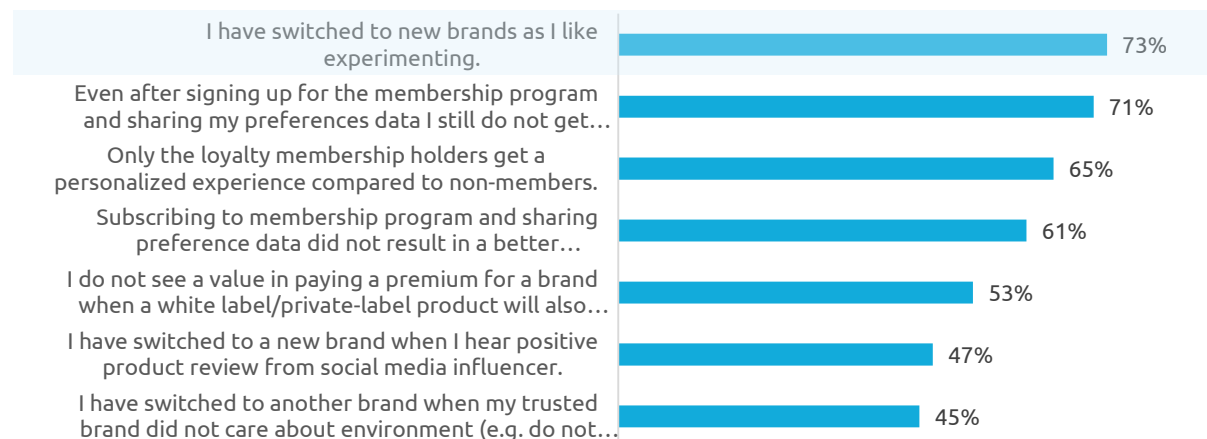 I have switched to new brands as I like
experimenting.
73%
Even after signing up for the membership program
and sharing my preferences data I still do not get…
71%
Only the loyalty membership holders get a
personalized experience compared to non-members.
65%
Subscribing to membership program and sharing
preference data did not result in a better…
61%
I do not see a value in paying a premium for a brand
when a white label/private-label product will also…
53%
I have switched to a new brand when I hear positive
product review from social media influencer.
47%
I have switched to another brand when my trusted
brand did not care about environment (e.g. do not…
45%